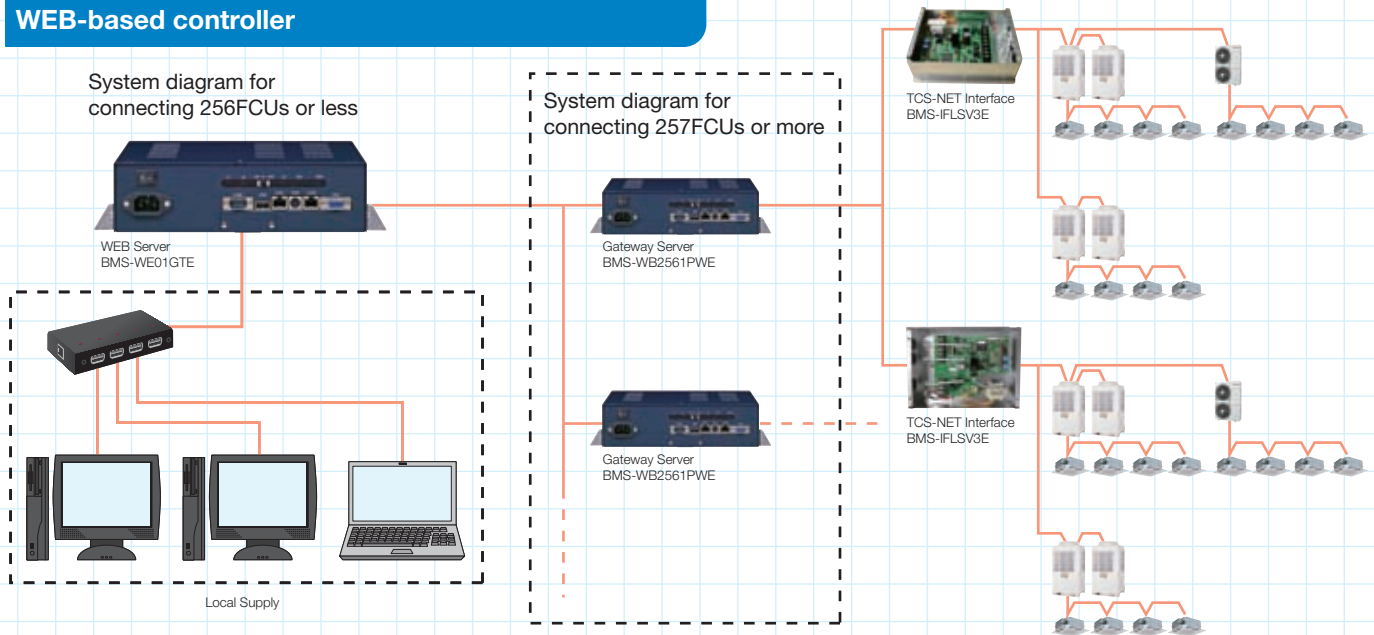 WEB-based controller
System diagram for
connecting 256FCUs or less
WEB Server
BMS-WE01GTE
Local Supply
System diagram for
connecting 257FCUs or more
Gateway Server
BMS-WB2561PWE
Gateway Server
BMS-WB2561PWE
TCS-NET Interface
BMS-IFLSV3E
TCS-NET Interface
BMS-IFLSV3E